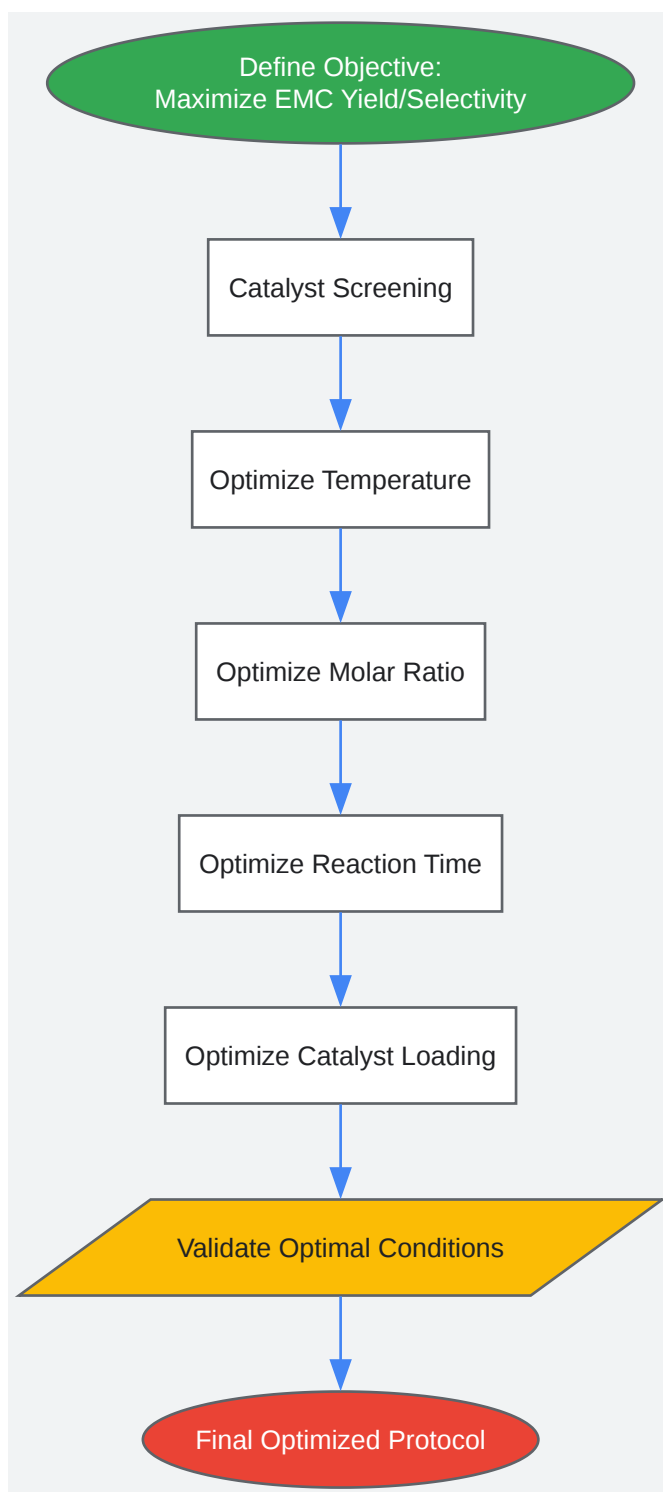 Define Objective:
Maximize EMC Yield/Selectivity
Catalyst Screening
Optimize Temperature
Optimize Molar Ratio
Optimize Reaction Time
Optimize Catalyst Loading
Validate Optimal Conditions
Final Optimized Protocol